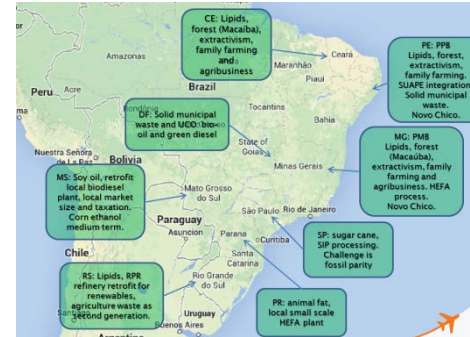 CE: Lipids,
forest (Macaíba),
extractivism,
family farming
and
agribusiness
PE: PPB
Lipids, forest,
extractivism,
family farming.
SUAPE integration
Solid municipal
waste.
Novo Chico.
Amazonas
Maranhão
Ceará
Piauí
Peru
Acre
Brazil
Tocantins
DF: Solid municipal
waste and UCO: bio-
oil and green diesel
Bahia
State of
Goias
Nuestra Señora
de La Paz
Bolivia
Minas Gerais
MG: PMB
Lipids, forest
(Macaúba),
extractivism, family
farming and
agribusiness. HEFA
process.
Novo Chico.
MS: Soy oil, retrofit
local biodiesel
plant, local market
size and taxation.
Corn ethanol
medium term.
Mato Grosso
do Sul
São Paulo
Rio de Janeiro
Paraguay
Asuncion
Parana
Curitiba
Santa
Catarina
SP: sugar cane,
SIP processing.
Challenge is
fossil parity
Chile
RS: Lipids, RPR
refinery retrofit for
renewables,
agriculture waste as
second generation.
Rio Grande
do Sul
PR: animal fat,
local small scale
HEFA plant
Uruguay
Buenos Aires